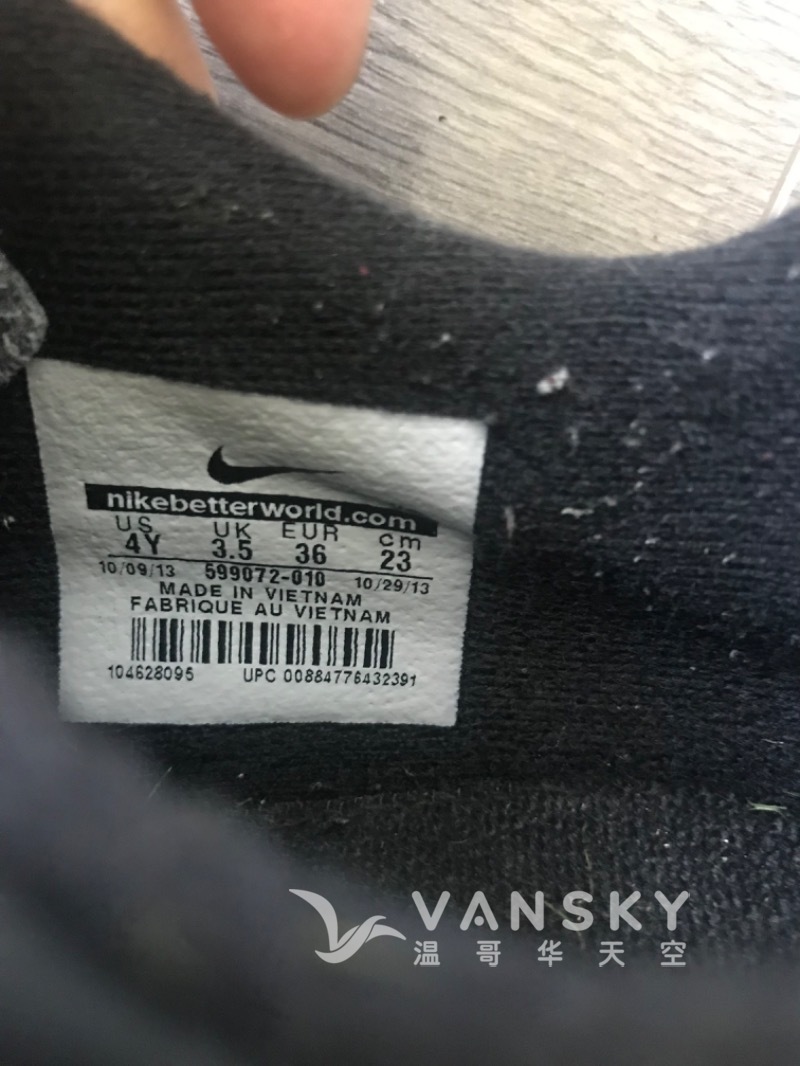 nikebetterworld.com
US UK EUR cm
4Y 3.5 36 23
10/09/13 599072-010 10/29/13
MADE IN VIETNAM
FABRIQUE AU VIETNAM
104628095 UPC 00884776432391
VANSKY
温哥华天空